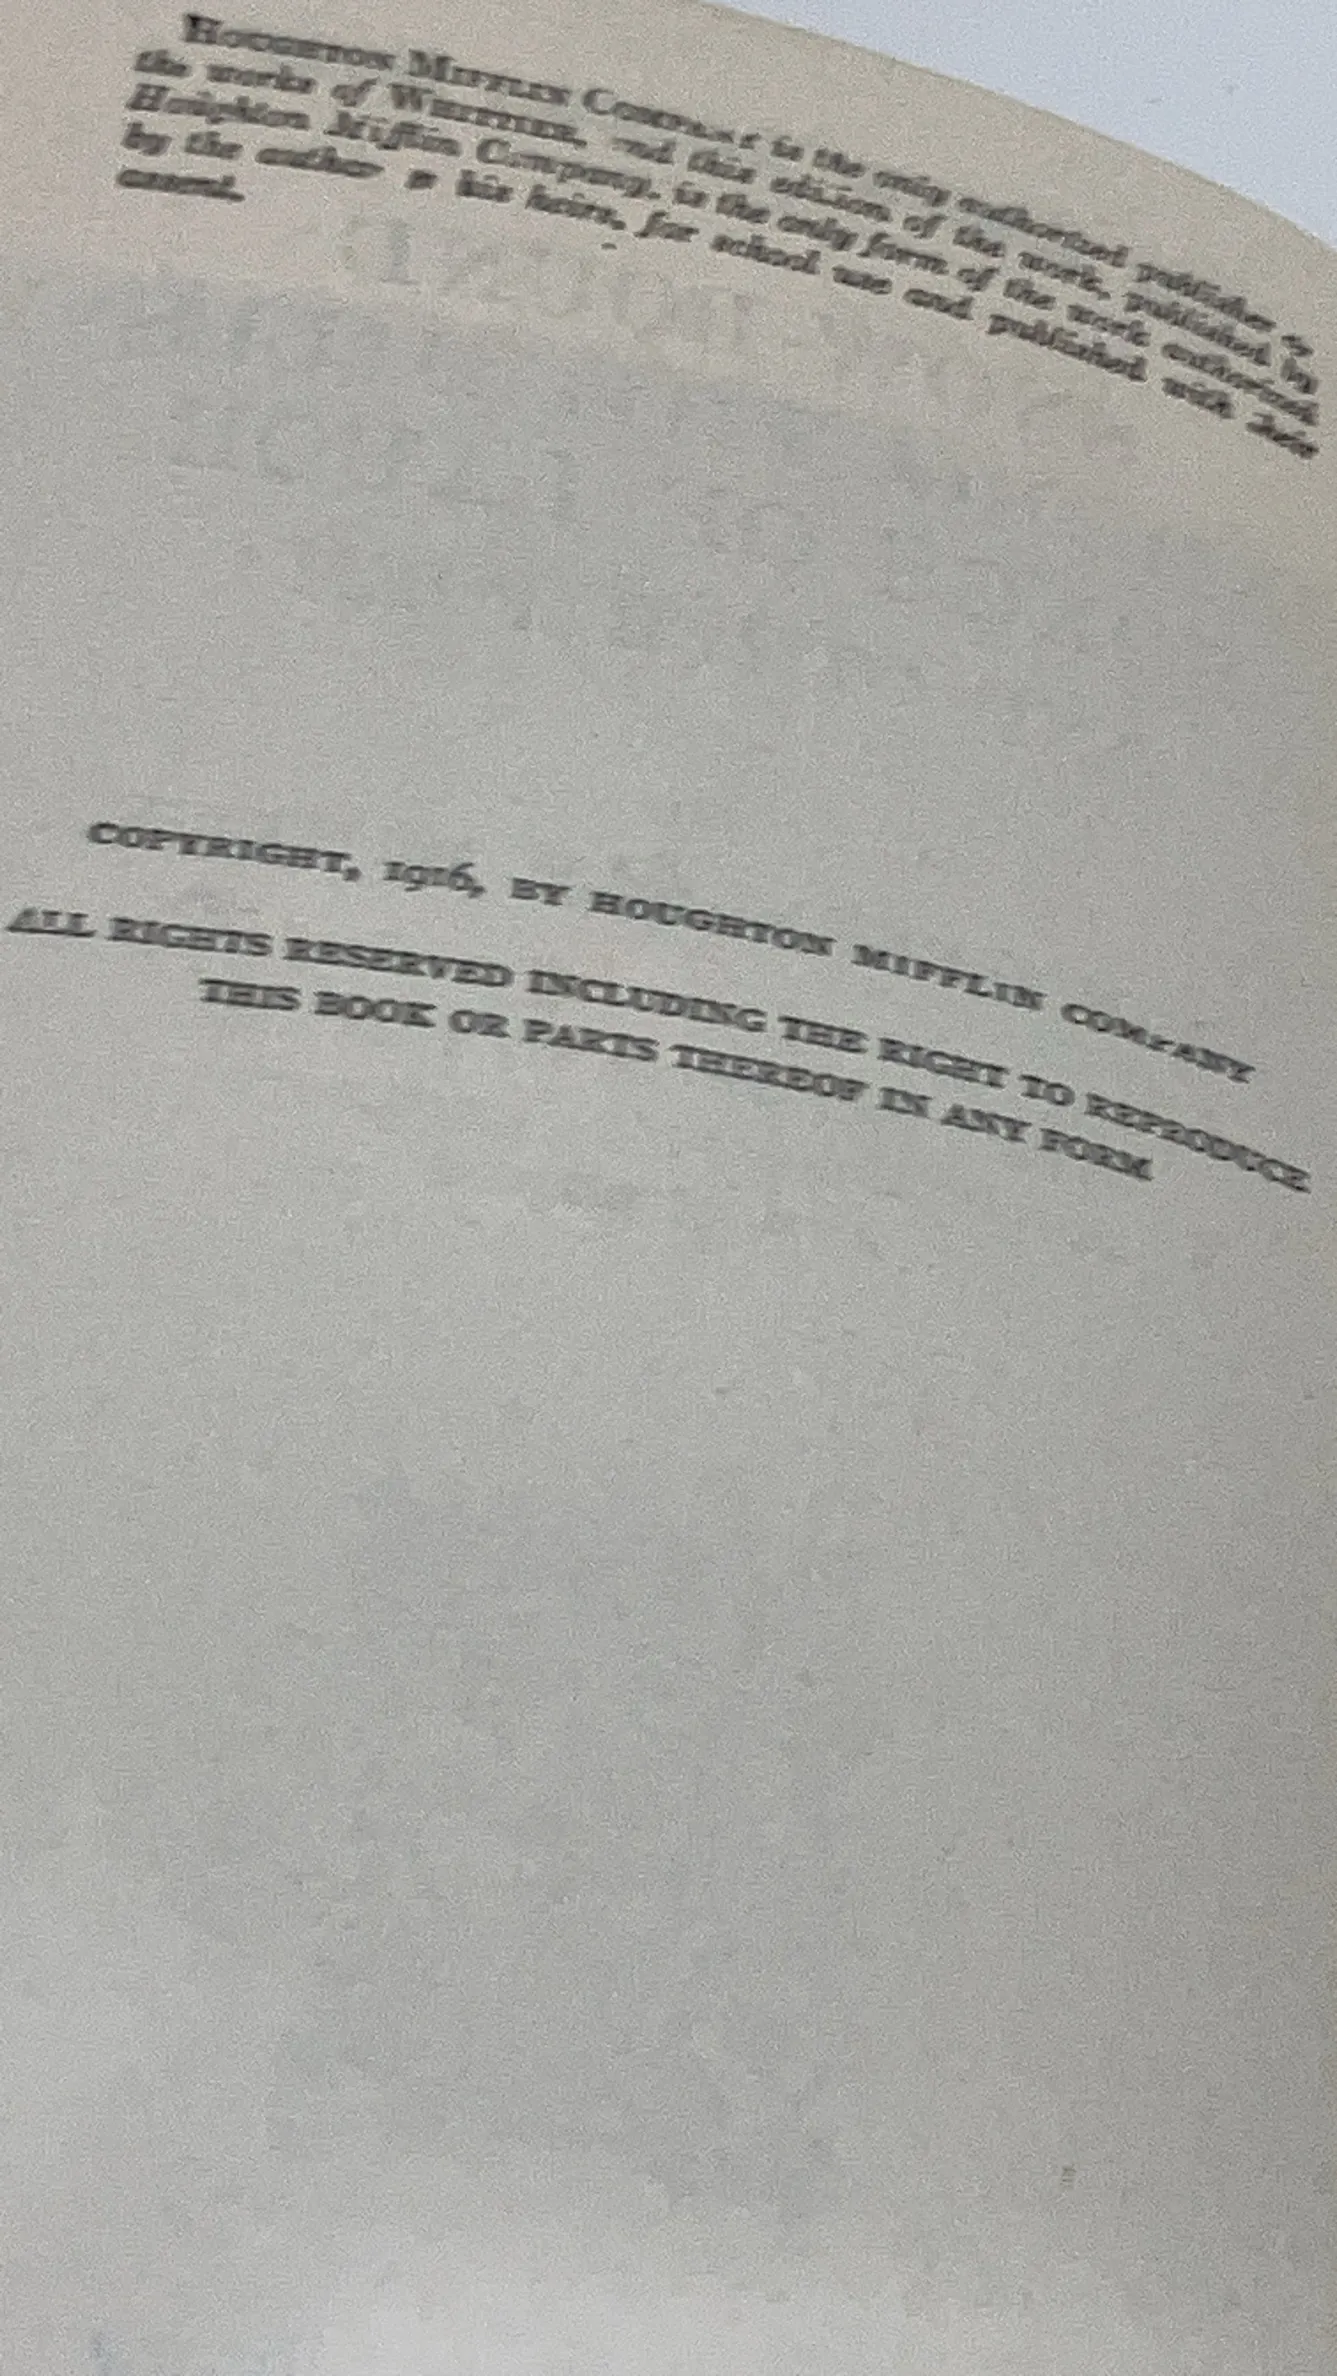 HOUGHTON MIFFLIN COMPANY is the only authorized publisher of
the works of WHITTIER, and this edition of the work, published by
Houghton Mifflin Company, is the only form of the work authorized
by the author his heirs, for school use and published with
COPYRIGHT, 1916, BY HOUGHTON MIFFLIN COMPANY
ALL RIGHTS RESERVED INCLUDING THE RIGHT TO REPRODUCE
THIS BOOK OR PARTS THEREOF IN ANY FORM